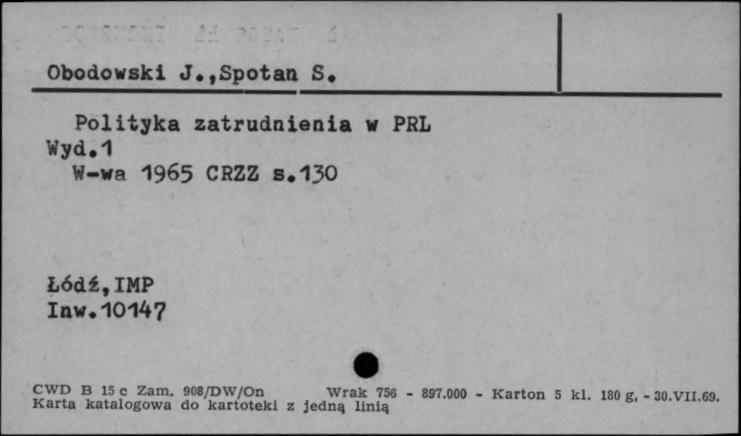 Obodowski J.,Spotan S.
Polityka zatrudnienia w PRL
Wyd.1
W-wa 1965 CRZZ s.130
Łódź,IMP
Inw.10147
CWD B 15 c Zam. 908/DW/On Wrak 756 - 897.000 - Karton 5 kl. 180 g, - 30.VII.69.
Karta katalogowa do kartoteki z jedną linią